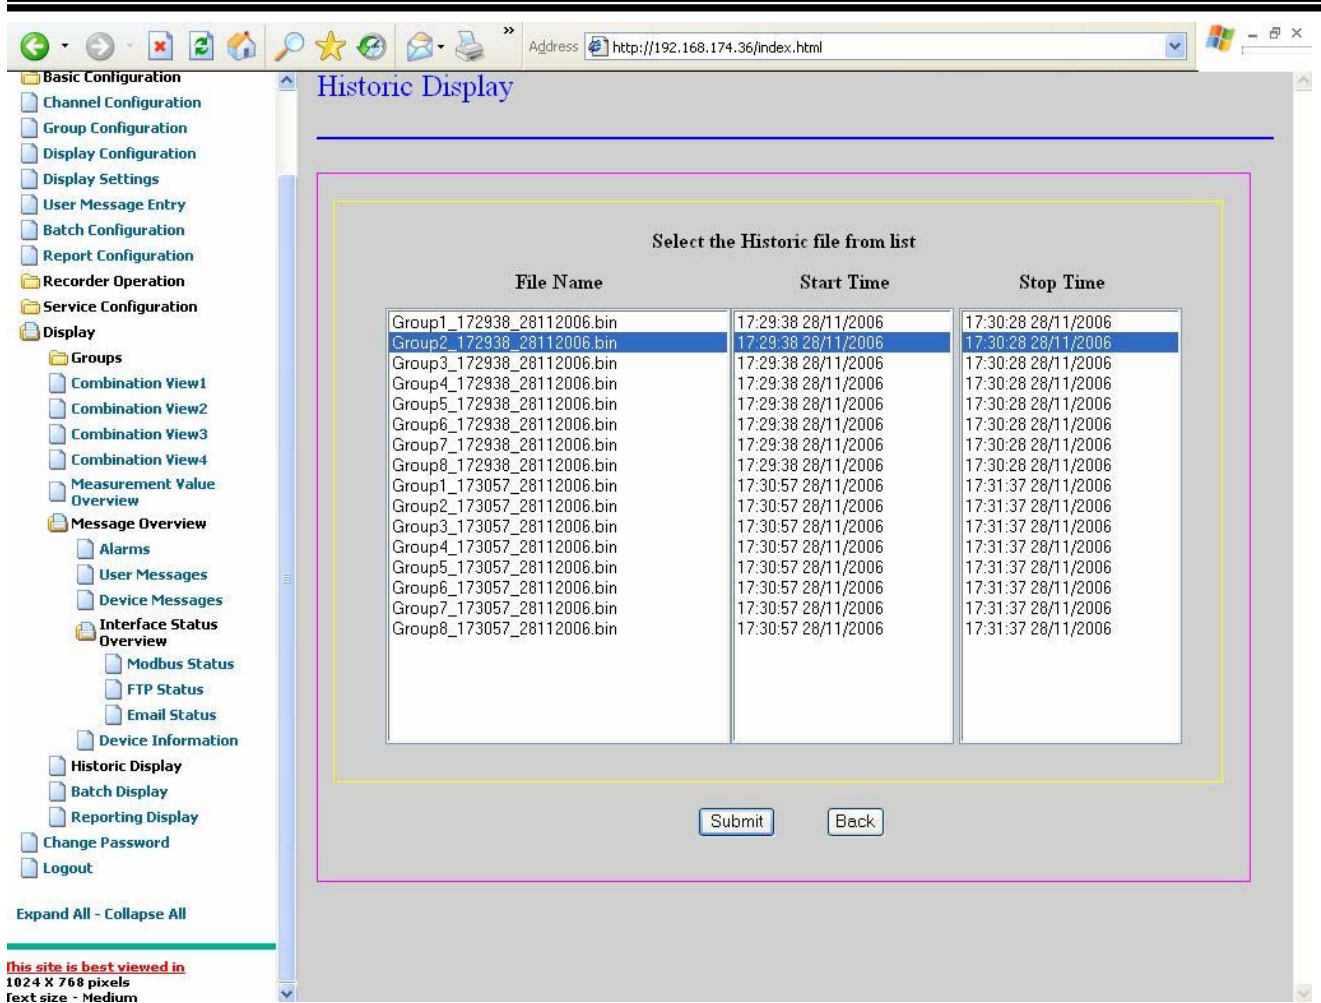 »
Address http://192.168.174.36/index.html
Basic Configuration
Channel Configuration
Group Configuration
Display Configuration
Display Settings
User Message Entry
Batch Configuration
Report Configuration
Recorder Operation
Service Configuration
Display
Groups
Combination View1
Combination View2
Combination View3
Combination View4
Measurement Value
Overview
Message Overview
Alarms
User Messages
Device Messages
Interface Status
Overview
Modbus Status
FTP Status
Email Status
Device Information
Historic Display
Batch Display
Reporting Display
Change Password
Logout
Expand All - Collapse All
This site is best viewed in
1024 X 768 pixels
Text size - Medium
Historic Display
Select the Historic file from list
File Name Start Time Stop Time
Group1_172938_28112006.bin 17:29:38 28/11/2006 17:30:28 28/11/2006
Group2_172938_28112006.bin 17:29:38 28/11/2006 17:30:28 28/11/2006
Group3_172938_28112006.bin 17:29:38 28/11/2006 17:30:28 28/11/2006
Group4_172938_28112006.bin 17:29:38 28/11/2006 17:30:28 28/11/2006
Group5_172938_28112006.bin 17:29:38 28/11/2006 17:30:28 28/11/2006
Group6_172938_28112006.bin 17:29:38 28/11/2006 17:30:28 28/11/2006
Group7_172938_28112006.bin 17:29:38 28/11/2006 17:30:28 28/11/2006
Group8_172938_28112006.bin 17:29:38 28/11/2006 17:30:28 28/11/2006
Group1_173057_28112006.bin 17:30:57 28/11/2006 17:31:37 28/11/2006
Group2_173057_28112006.bin 17:30:57 28/11/2006 17:31:37 28/11/2006
Group3_173057_28112006.bin 17:30:57 28/11/2006 17:31:37 28/11/2006
Group4_173057_28112006.bin 17:30:57 28/11/2006 17:31:37 28/11/2006
Group5_173057_28112006.bin 17:30:57 28/11/2006 17:31:37 28/11/2006
Group6_173057_28112006.bin 17:30:57 28/11/2006 17:31:37 28/11/2006
Group7_173057_28112006.bin 17:30:57 28/11/2006 17:31:37 28/11/2006
Group8_173057_28112006.bin 17:30:57 28/11/2006 17:31:37 28/11/2006
Submit Back